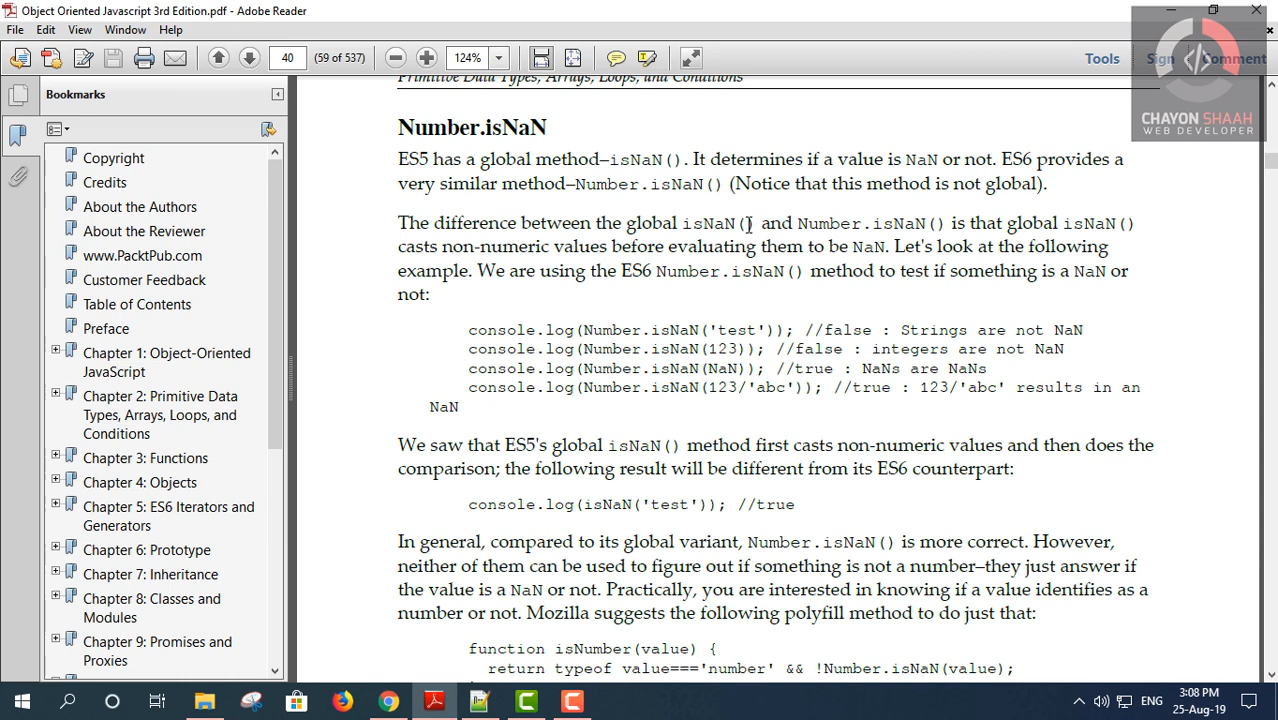 Object Oriented Javascript 3rd Edition.pdf - Adobe Reader
File Edit View Window Help
40 (59 of 537) 124% Tools Sign Comment
CHAYON SHAAH
WEB DEVELOPER
Bookmarks
Copyright
Credits
About the Authors
About the Reviewer
www.PacktPub.com
Customer Feedback
Table of Contents
Preface
Chapter 1: Object-Oriented
JavaScript
Chapter 2: Primitive Data
Types, Arrays, Loops, and
Conditions
Chapter 3: Functions
Chapter 4: Objects
Chapter 5: ES6 Iterators and
Generators
Chapter 6: Prototype
Chapter 7: Inheritance
Chapter 8: Classes and
Modules
Chapter 9: Promises and
Proxies
Primitive Data Types, Arrays, Loops, and Conditions
Number.isNaN
ES5 has a global method–isNaN(). It determines if a value is NaN or not. ES6 provides a
very similar method–Number.isNaN() (Notice that this method is not global).
The difference between the global isNaN() and Number.isNaN() is that global isNaN()
casts non-numeric values before evaluating them to be NaN. Let's look at the following
example. We are using the ES6 Number.isNaN() method to test if something is a NaN or
not:
console.log(Number.isNaN('test')); //false : Strings are not NaN
console.log(Number.isNaN(123)); //false : integers are not NaN
console.log(Number.isNaN(NaN)); //true : NaNs are NaNs
console.log(Number.isNaN(123/'abc')); //true : 123/'abc' results in an
NaN
We saw that ES5's global isNaN() method first casts non-numeric values and then does the
comparison; the following result will be different from its ES6 counterpart:
console.log(isNaN('test')); //true
In general, compared to its global variant, Number.isNaN() is more correct. However,
neither of them can be used to figure out if something is not a number–they just answer if
the value is a NaN or not. Practically, you are interested in knowing if a value identifies as a
number or not. Mozilla suggests the following polyfill method to do just that:
function isNumber(value) {
return typeof value==='number' && !Number.isNaN(value);
ENG
3:08 PM
25-Aug-19